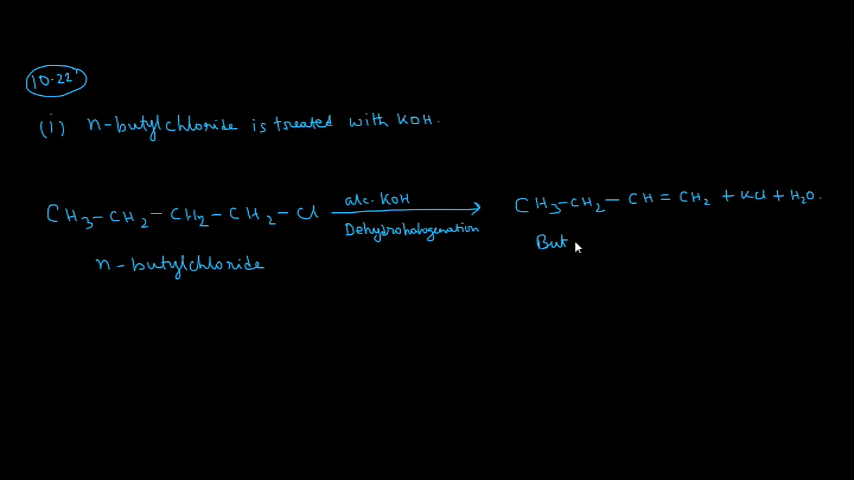 10.22
(i) n-butylchloride is treated with KOH.
CH3-CH2-CH2-CH2-Cl alc. KOH Dehydrohalogenation CH3-CH2-CH=CH2+KCl+H2O.
But
n-butylchloride